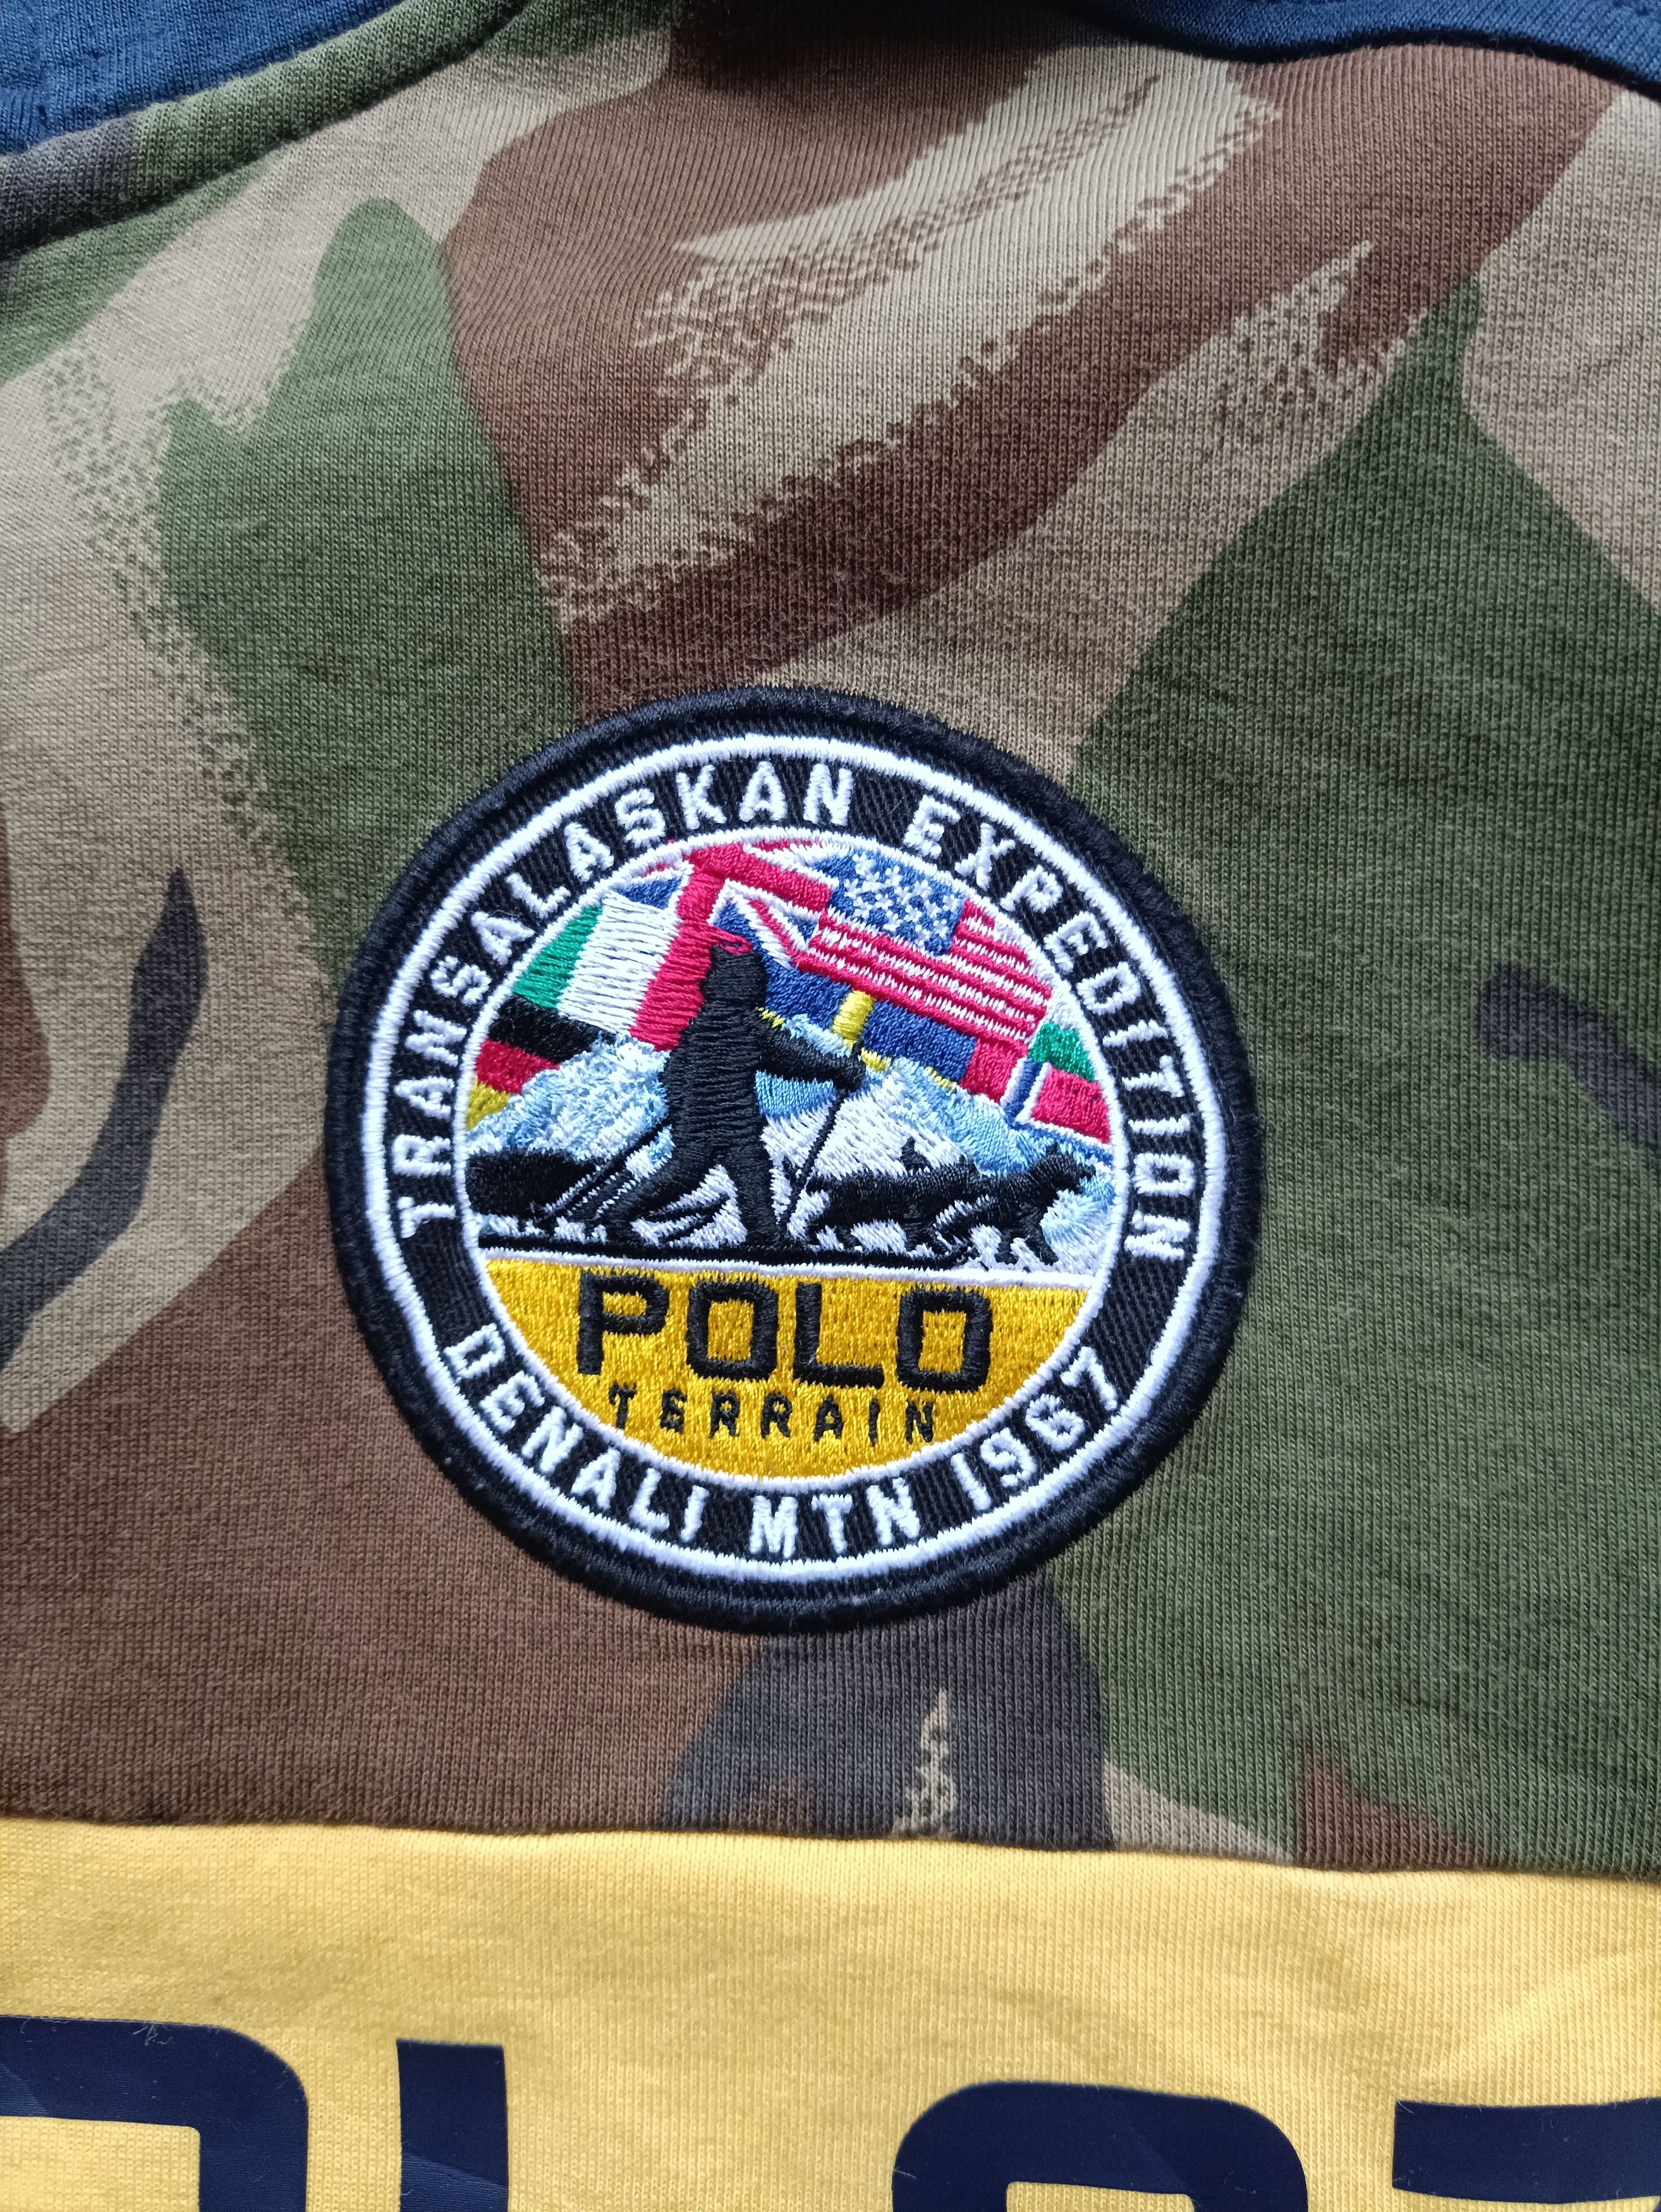 TRANSALASKAN EXPEDITION
POLO
TERRAIN
DENALI MTN 1967